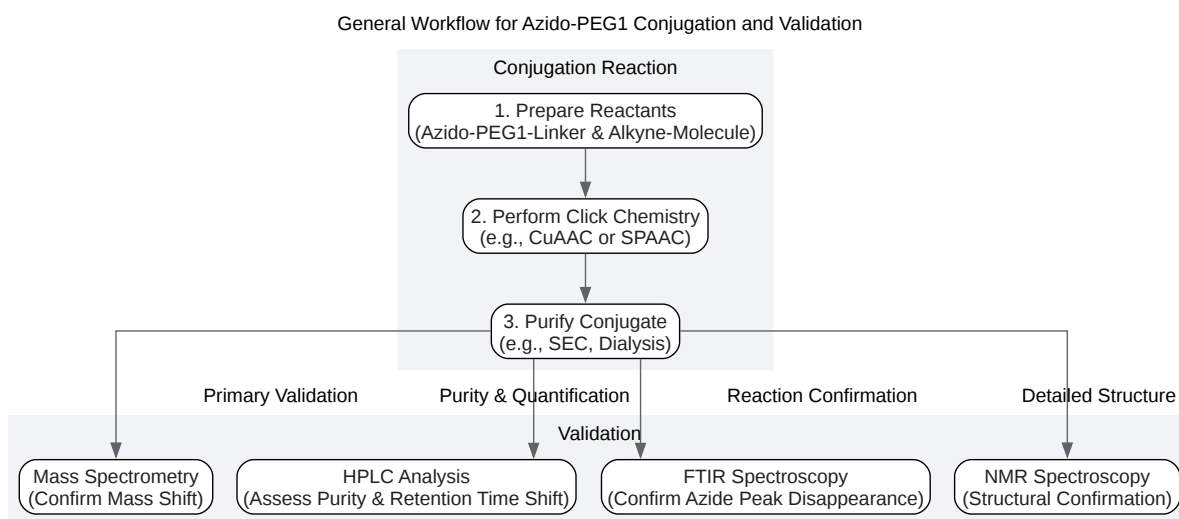 General Workflow for Azido-PEG1 Conjugation and Validation
Conjugation Reaction
1. Prepare Reactants
(Azido-PEG1-Linker & Alkyne-Molecule)
2. Perform Click Chemistry
(e.g., CuAAC or SPAAC)
3. Purify Conjugate
(e.g., SEC, Dialysis)
Primary Validation
Purity & Quantification
Reaction Confirmation
Detailed Structure
Validation
Mass Spectrometry
(Confirm Mass Shift)
HPLC Analysis
(Assess Purity & Retention Time Shift)
FTIR Spectroscopy
(Confirm Azide Peak Disappearance)
NMR Spectroscopy
(Structural Confirmation)